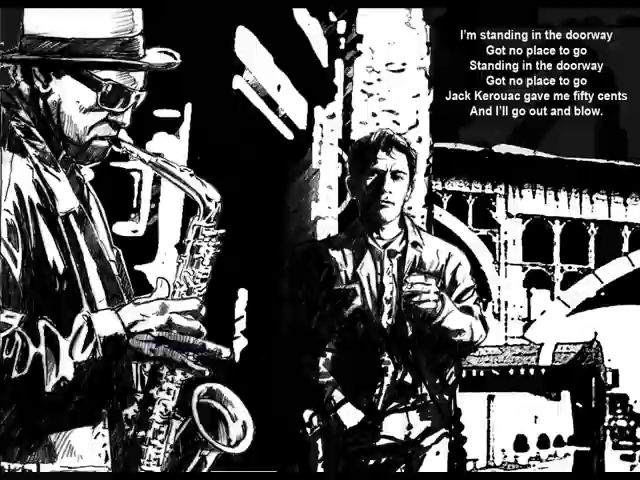 I'm standing in the doorway
Got no place to go
Standing in the doorway
Got no place to go
Jack Kerouac gave me fifty cents
And I'll go out and blow.